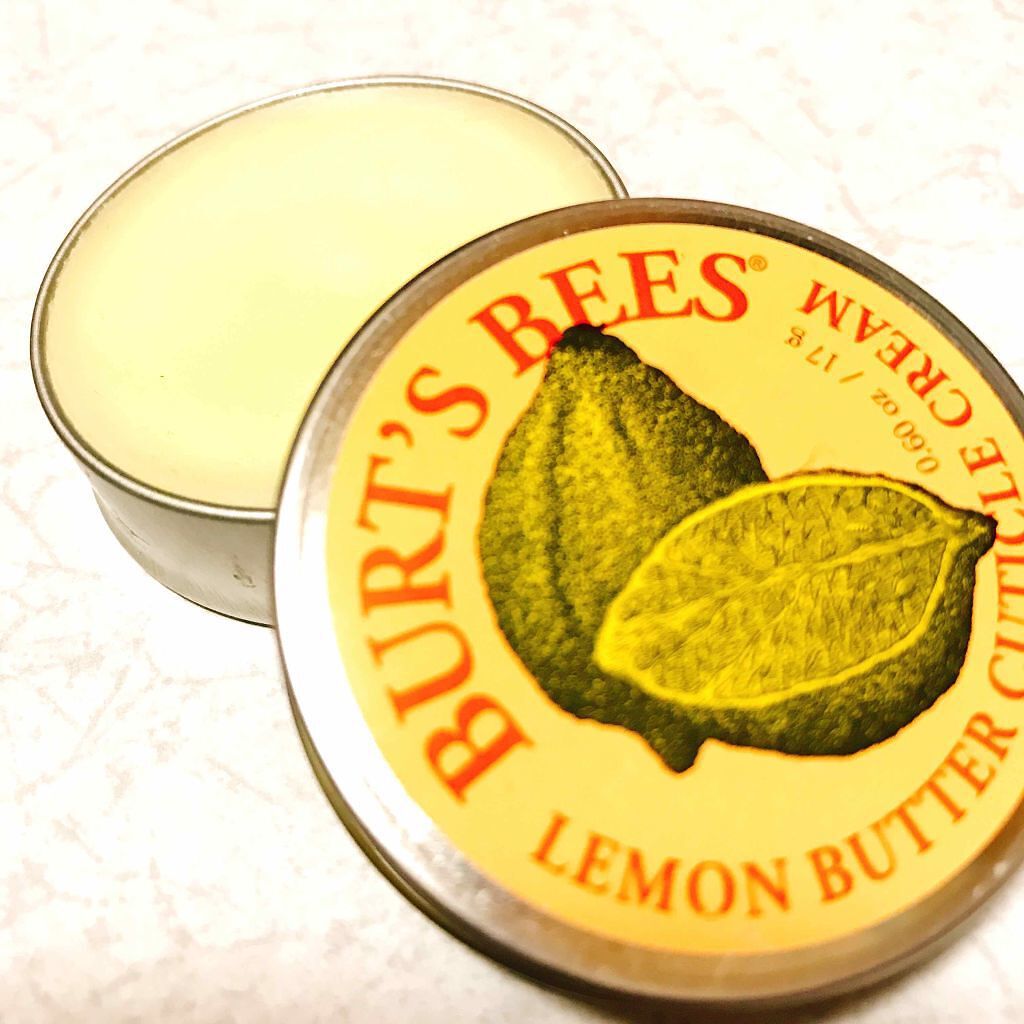 BURT'S BEES®
LEMON BUTTER CUTICLE CREAM
0.60 oz / 17 g